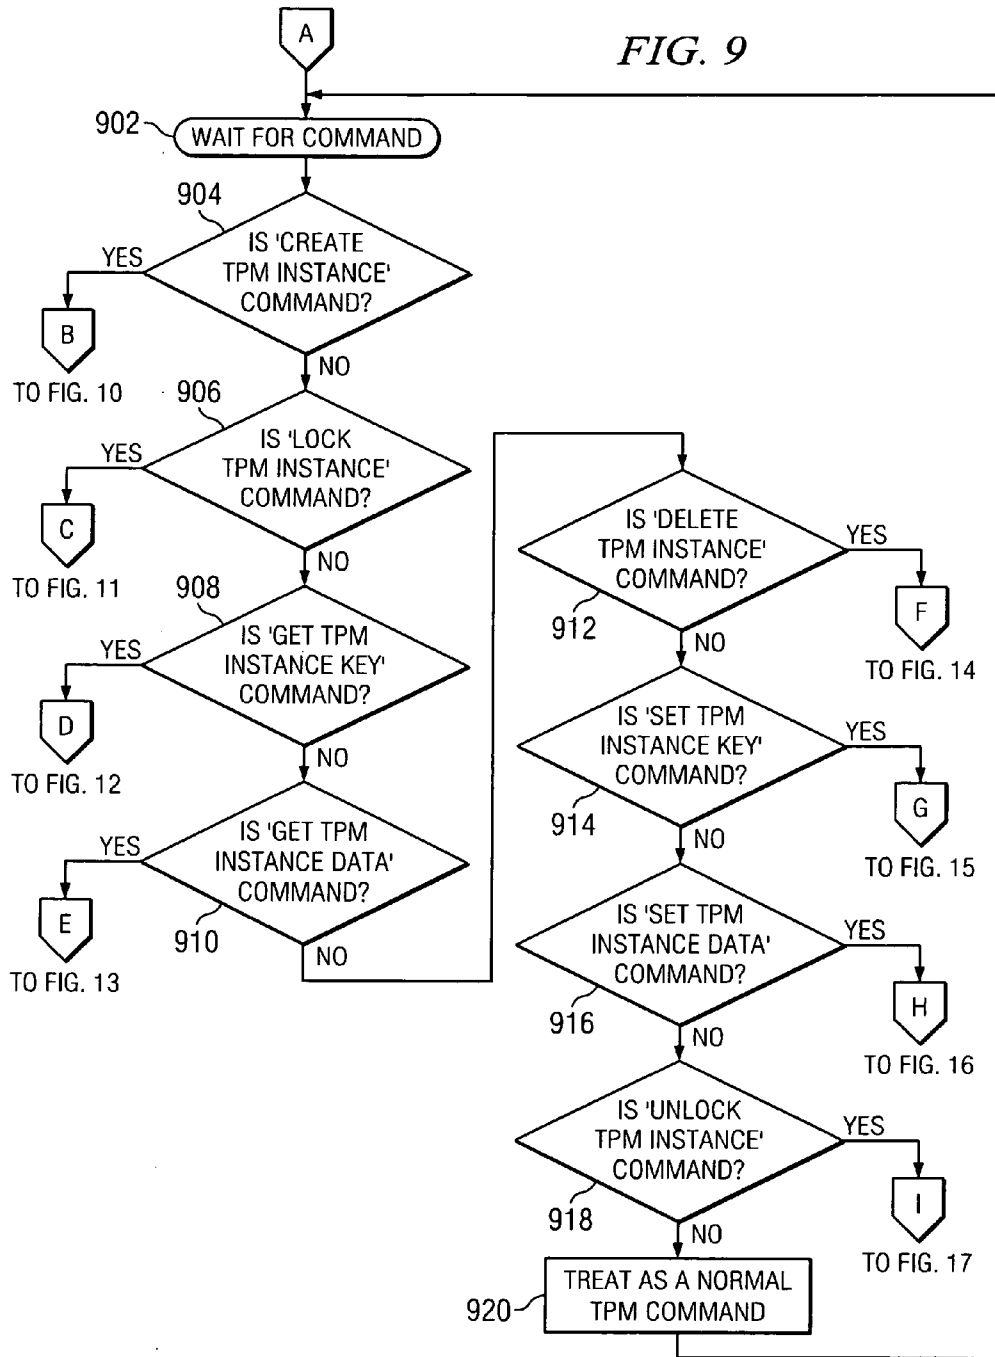 A
FIG. 9
902
WAIT FOR COMMAND
904
IS 'CREATE
TPM INSTANCE'
COMMAND?
YES
B
TO FIG. 10
NO
906
IS 'LOCK
TPM INSTANCE'
COMMAND?
YES
C
TO FIG. 11
NO
908
IS 'GET TPM
INSTANCE KEY'
COMMAND?
YES
D
TO FIG. 12
NO
IS 'GET TPM
INSTANCE DATA'
COMMAND?
YES
E
910
TO FIG. 13
NO
IS 'DELETE
TPM INSTANCE'
COMMAND?
YES
F
912
TO FIG. 14
NO
IS 'SET TPM
INSTANCE KEY'
COMMAND?
YES
G
914
TO FIG. 15
NO
IS 'SET TPM
INSTANCE DATA'
COMMAND?
YES
H
916
TO FIG. 16
NO
IS 'UNLOCK
TPM INSTANCE'
COMMAND?
YES
I
918
TO FIG. 17
NO
920
TREAT AS A NORMAL
TPM COMMAND